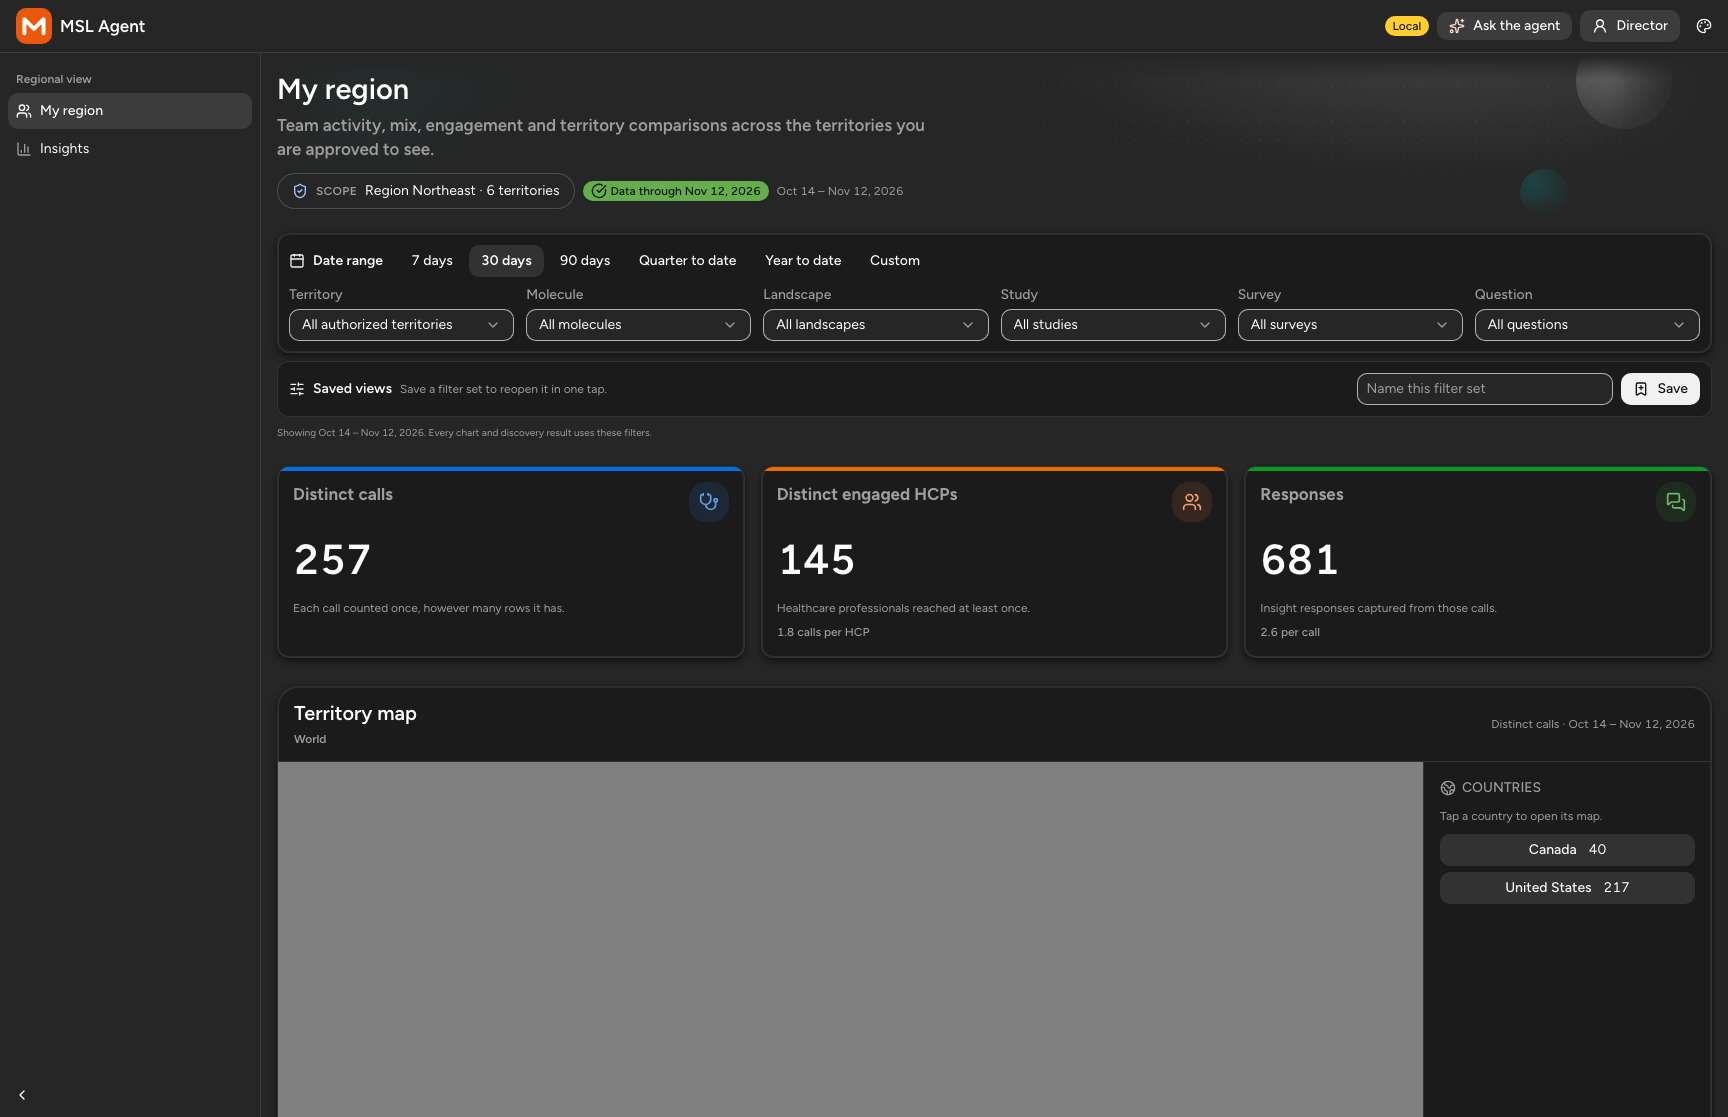 MSL Agent
Local
Ask the agent
Director
Regional view
My region
Insights
My region
Team activity, mix, engagement and territory comparisons across the territories you
are approved to see.
SCOPE Region Northeast · 6 territories
Data through Nov 12, 2026
Oct 14 – Nov 12, 2026
Date range
7 days
30 days
90 days
Quarter to date
Year to date
Custom
Territory
All authorized territories
Molecule
All molecules
Landscape
All landscapes
Study
All studies
Survey
All surveys
Question
All questions
Saved views
Save a filter set to reopen it in one tap.
Name this filter set
Save
Showing Oct 14 – Nov 12, 2026. Every chart and discovery result uses these filters.
Distinct calls
257
Each call counted once, however many rows it has.
Distinct engaged HCPs
145
Healthcare professionals reached at least once.
1.8 calls per HCP
Responses
681
Insight responses captured from those calls.
2.6 per call
Territory map
World
Distinct calls · Oct 14 – Nov 12, 2026
COUNTRIES
Tap a country to open its map.
Canada 40
United States 217